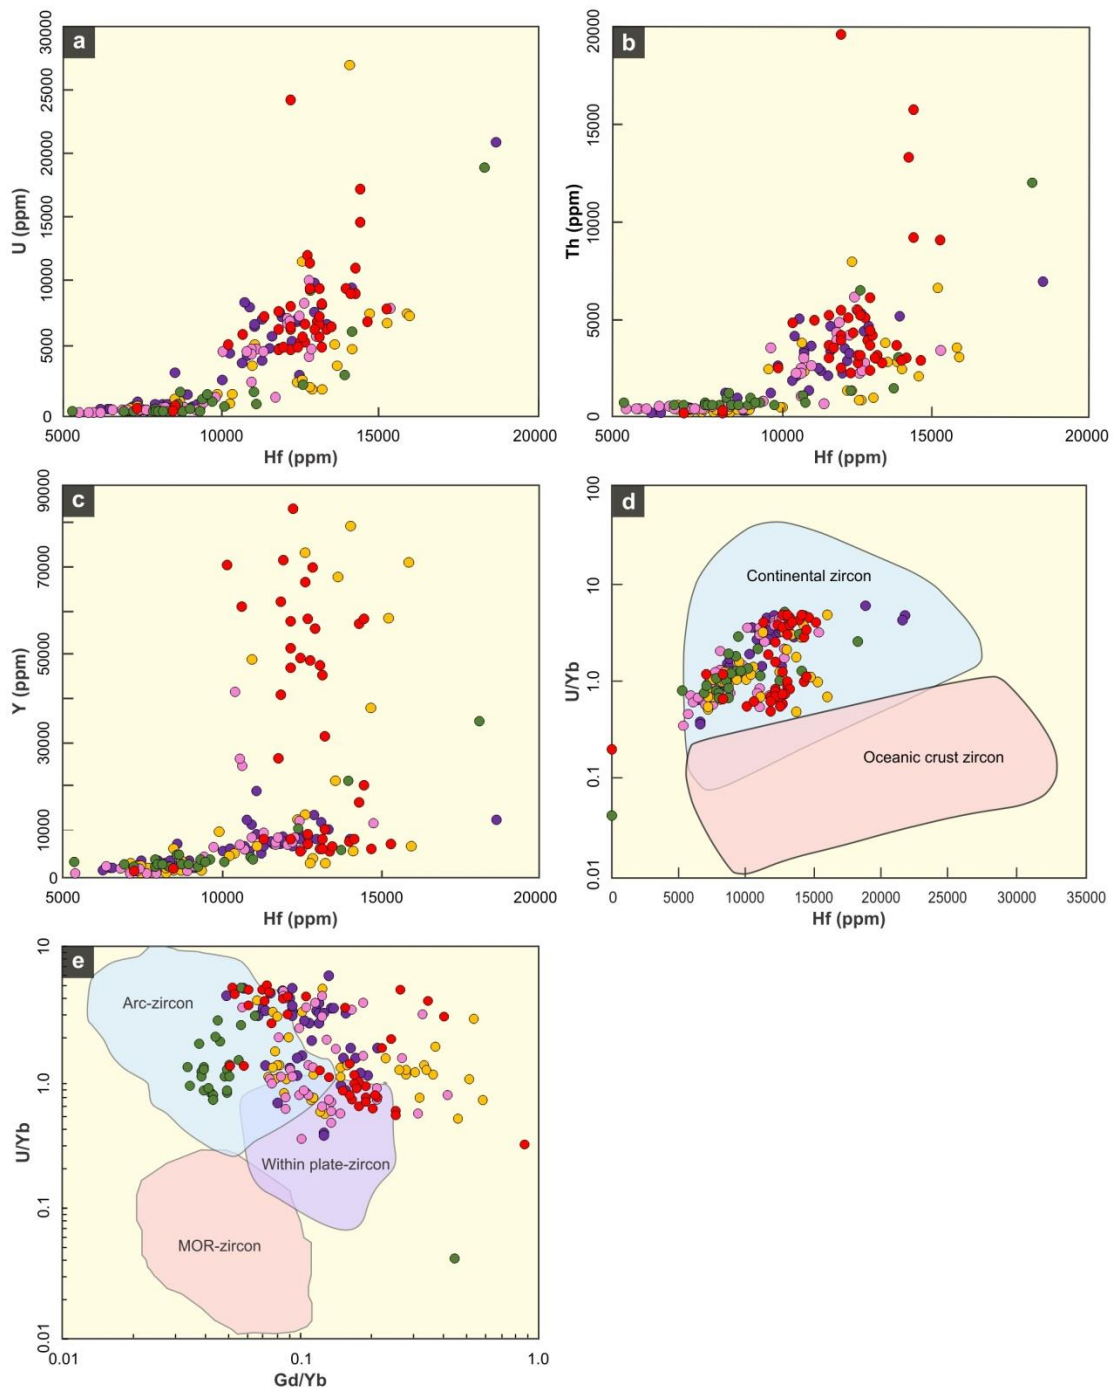 a
30000
25000
20000
15000
10000
5000
0
U (ppm)
5000 10000 15000 20000
Hf (ppm)
b
20000
15000
10000
5000
0
Th (ppm)
5000 10000 15000 20000
Hf (ppm)
c
90000
70000
50000
30000
10000
0
Y (ppm)
5000 10000 15000 20000
Hf (ppm)
d
100
10
1.0
0.1
0.01
U/Yb
Continental zircon
Oceanic crust zircon
0 5000 10000 15000 20000 25000 30000 35000
Hf (ppm)
e
10
1.0
0.1
0.01
U/Yb
Arc-zircon
Within plate-zircon
MOR-zircon
0.01 0.1 1.0
Gd/Yb